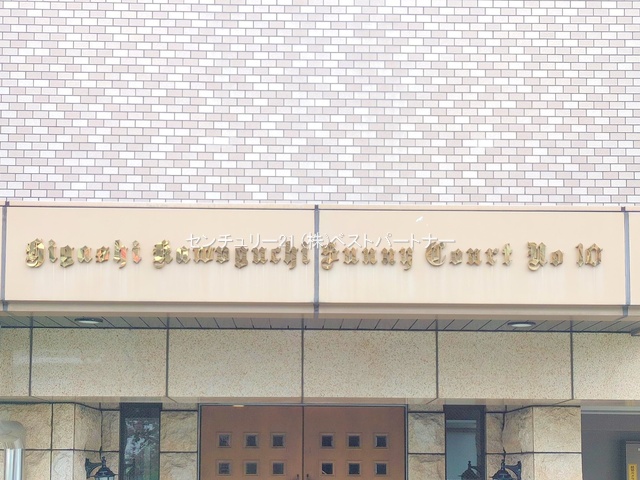 Higashi Kawaguchi Sunny Court No 10
センチュリー21(株)ベストパートナー